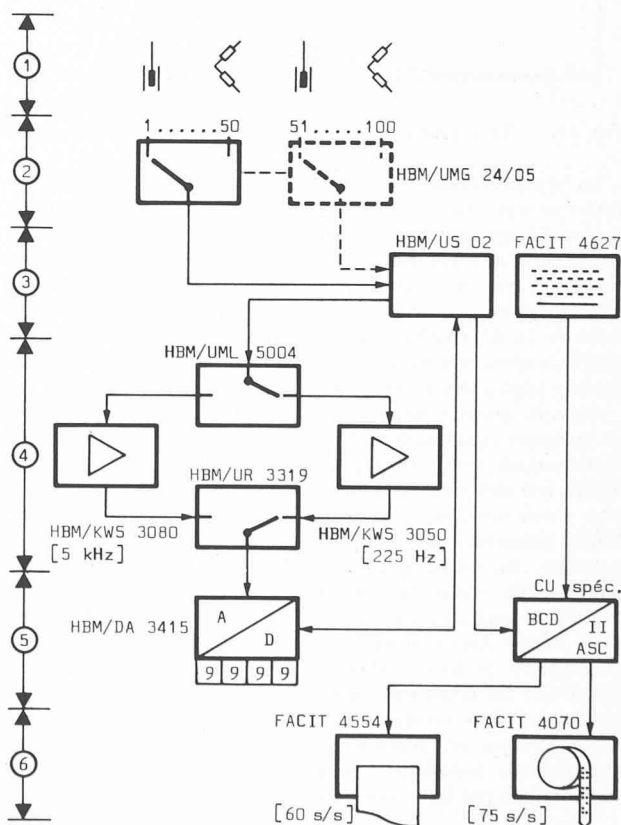 1
1......50
51.....100
2
HBM/UMG 24/05
HBM/US 02
FACIT 4627
3
HBM/UML 5004
4
HBM/UR 3319
HBM/KWS 3080
[5 kHz]
HBM/KWS 3050
[225 Hz]
CU spéc.
5
HBM/DA 3415
A
D
9 9 9 9
BCD
II
ASC
FACIT 4554
FACIT 4070
6
[60 s/s]
[75 s/s]